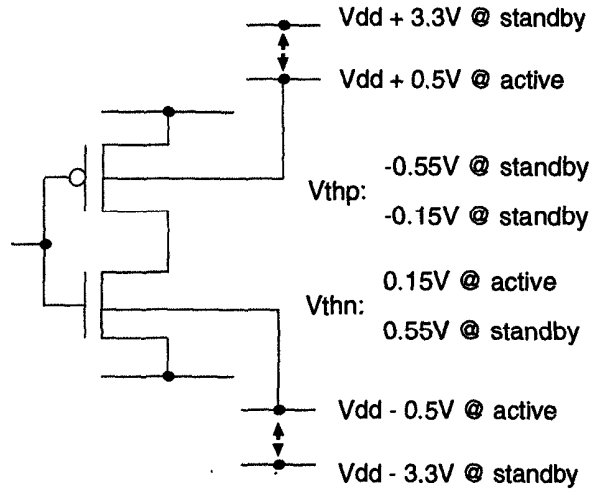 Vdd + 3.3V @ standby
Vdd + 0.5V @ active
Vthp:
-0.55V @ standby
-0.15V @ standby
Vthn:
0.15V @ active
0.55V @ standby
Vdd - 0.5V @ active
Vdd - 3.3V @ standby